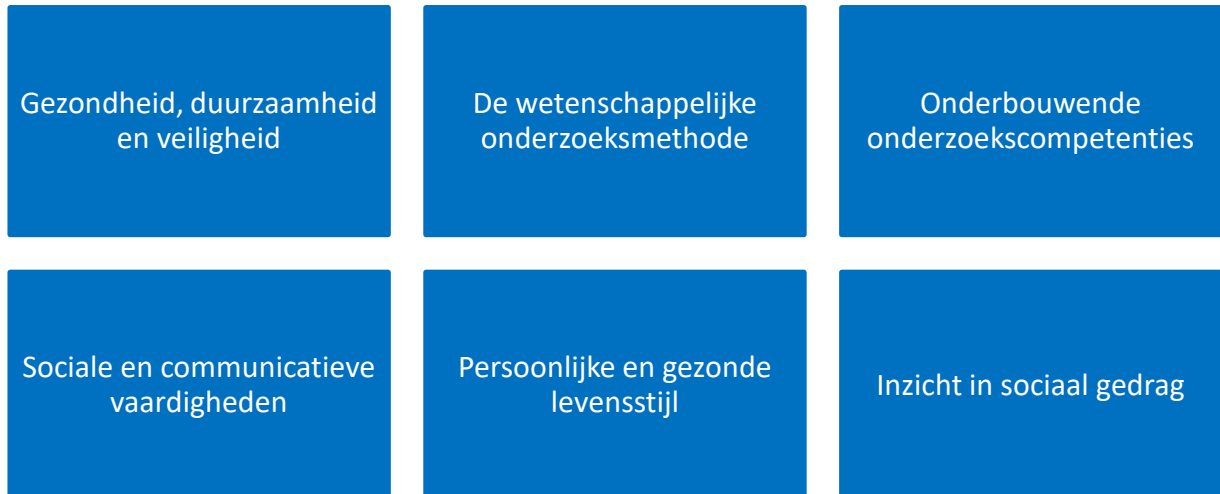 Gezondheid, duurzaamheid
en veiligheid
De wetenschappelijke
onderzoeksmethode
Onderbouwende
onderzoekscompetenties
Sociale en communicatieve
vaardigheden
Persoonlijke en gezonde
levensstijl
Inzicht in sociaal gedrag